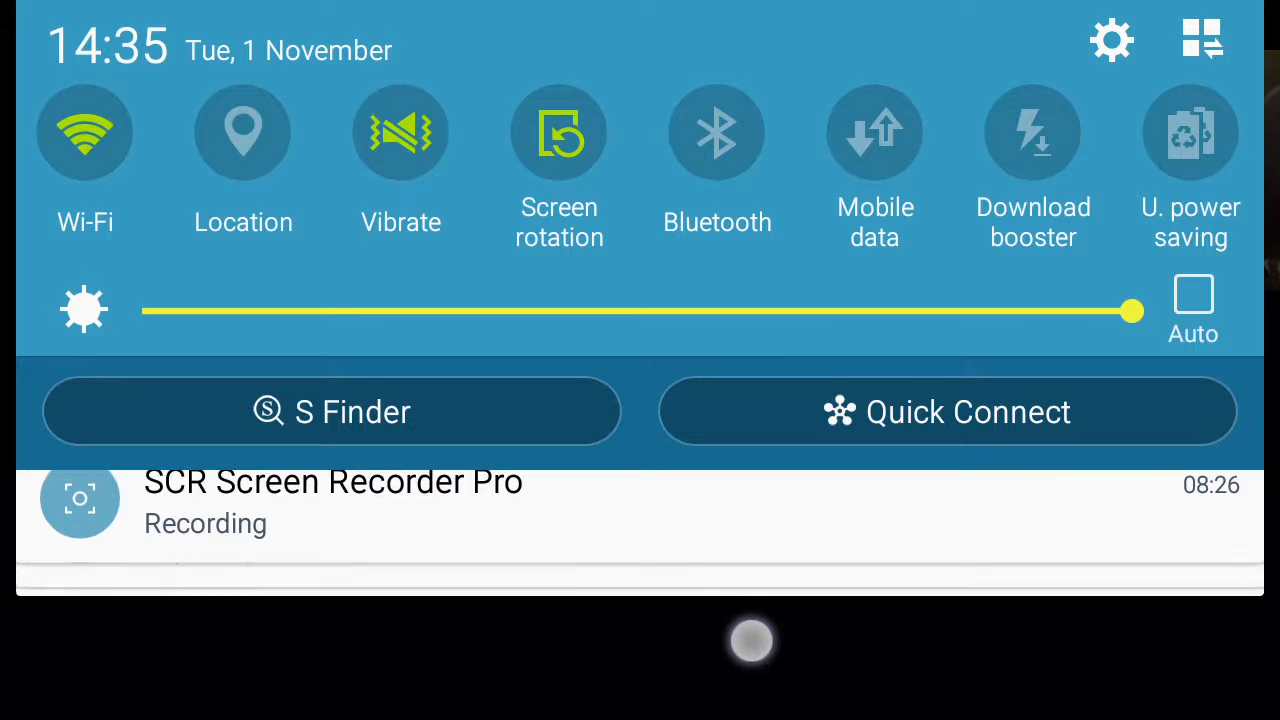 14:35 Tue, 1 November
Wi-Fi
Location
Vibrate
Screen
rotation
Bluetooth
Mobile
data
Download
booster
U. power
saving
Auto
S Finder
Quick Connect
SCR Screen Recorder Pro
08:26
Recording